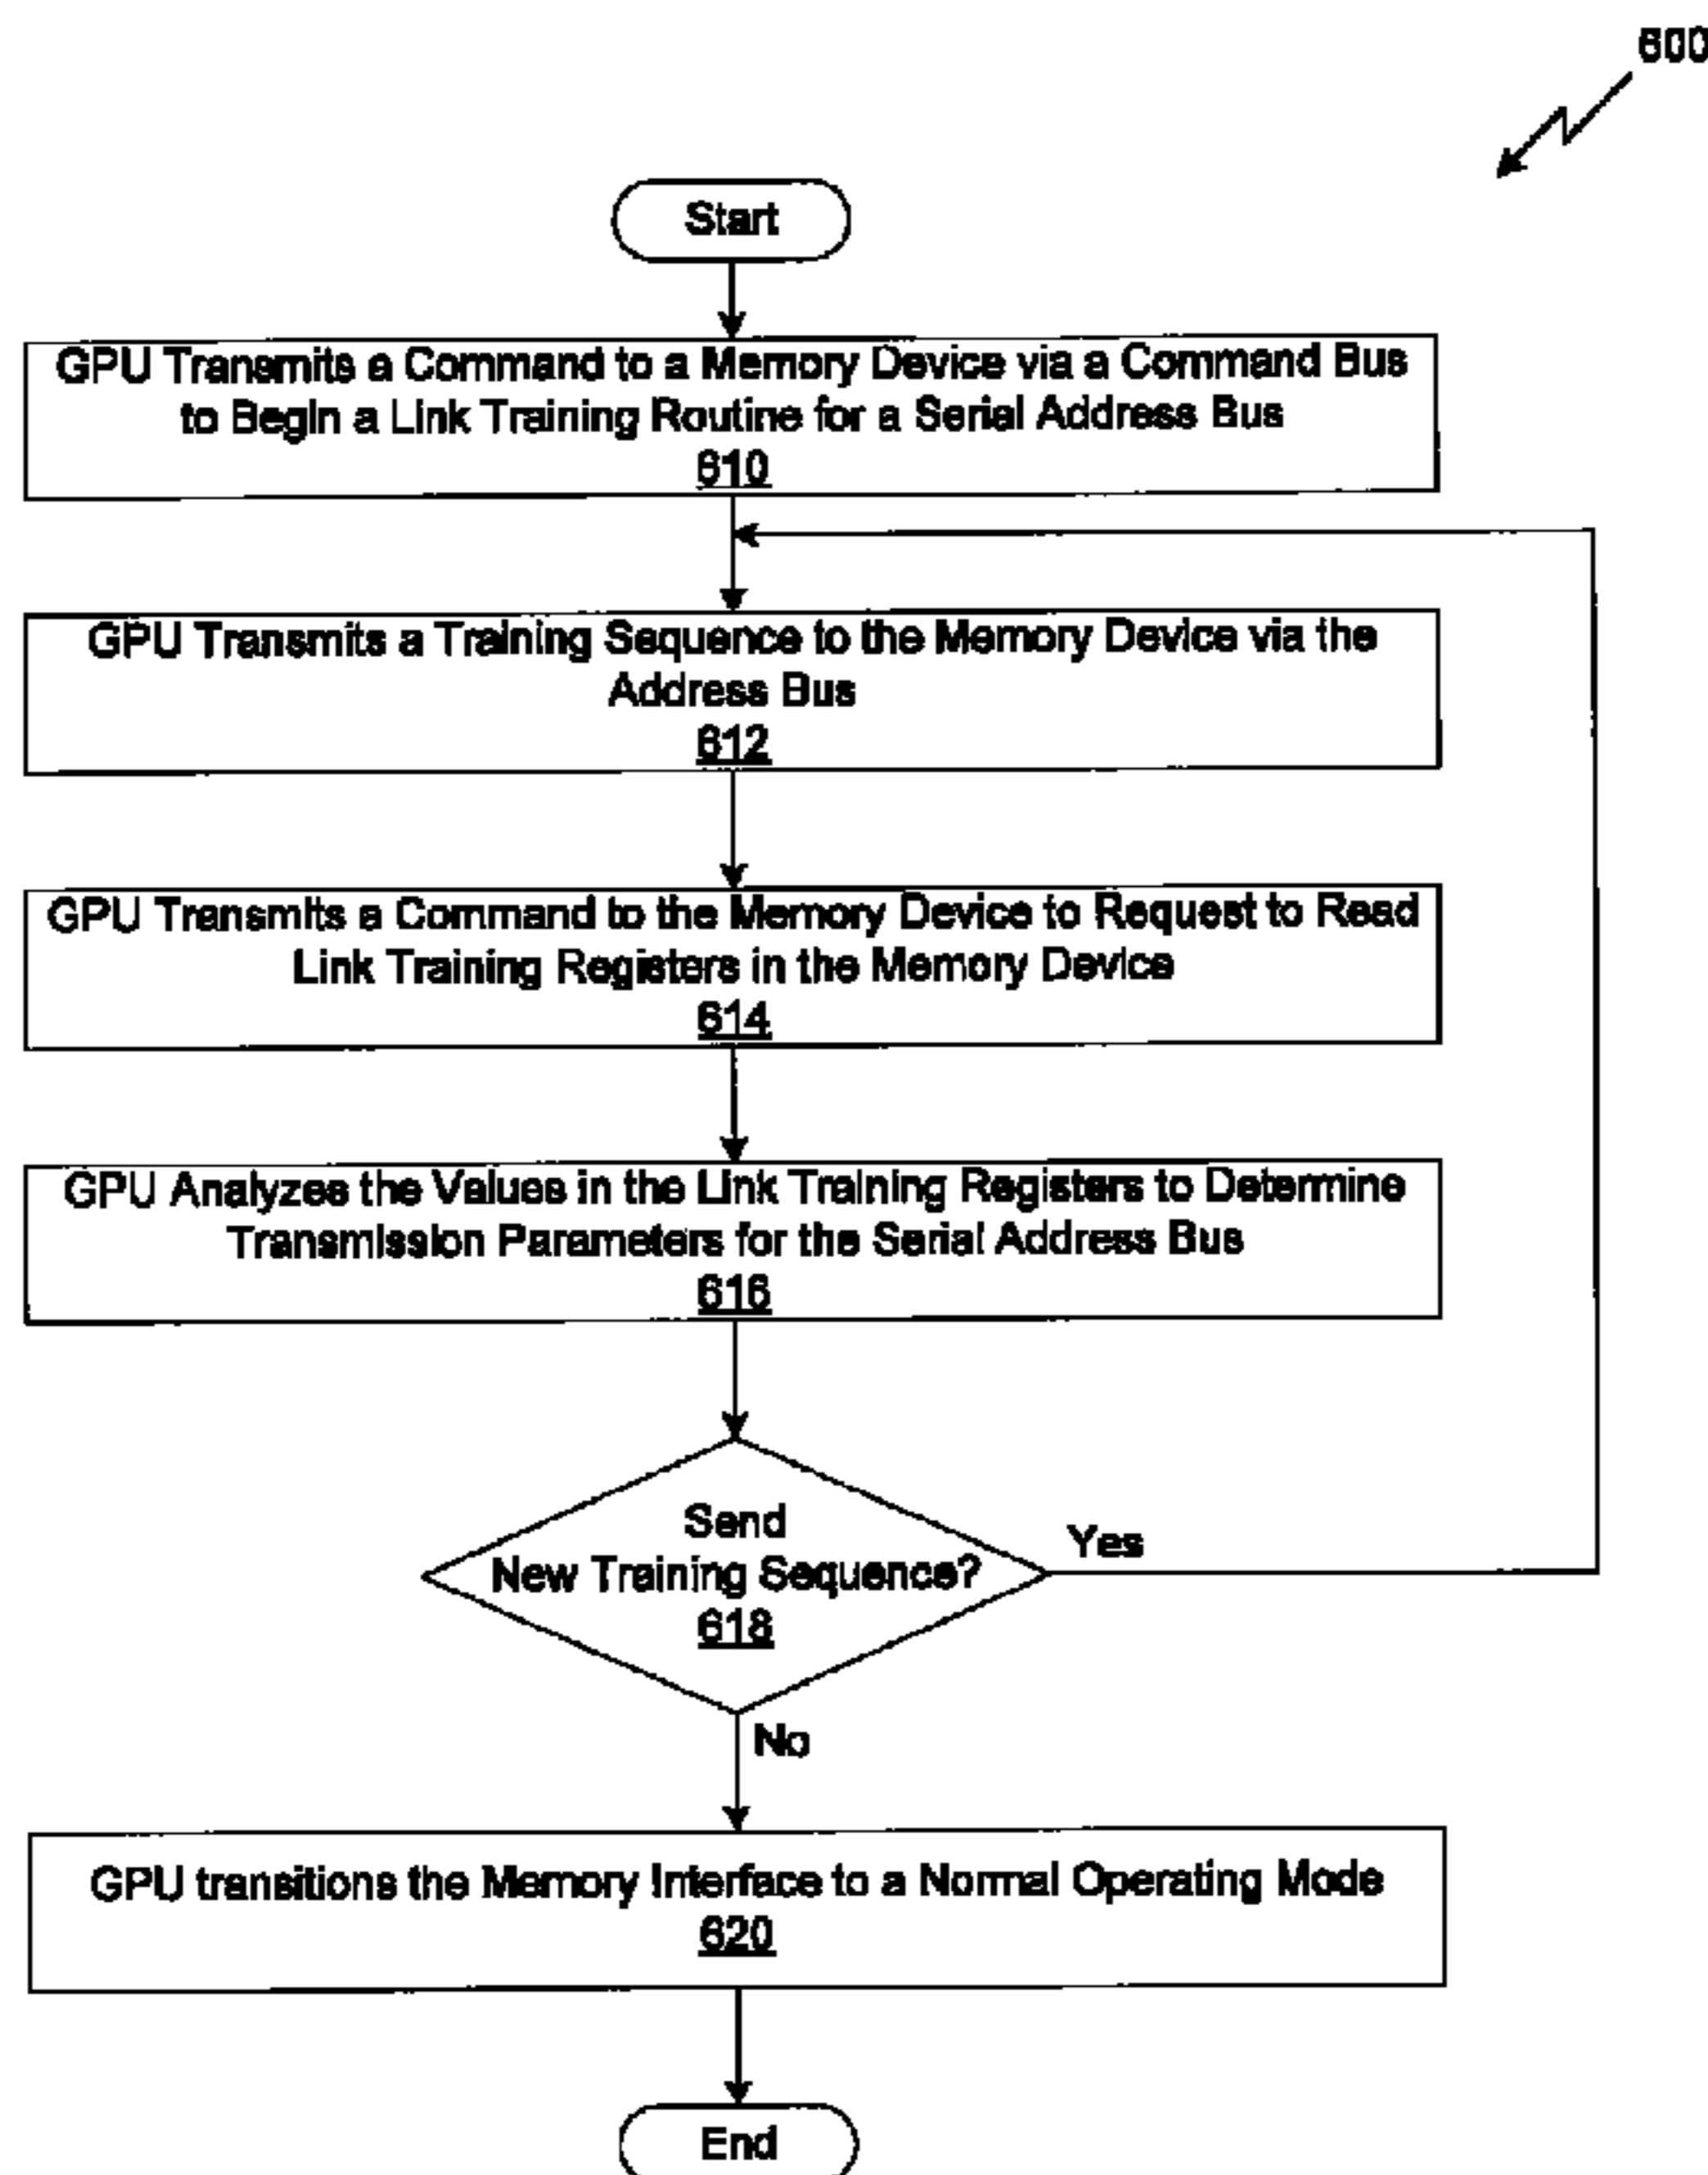 600
Start
GPU Transmits a Command to a Memory Device via a Command Bus
to Begin a Link Training Routine for a Serial Address Bus
610
GPU Transmits a Training Sequence to the Memory Device via the
Address Bus
612
GPU Transmits a Command to the Memory Device to Request to Read
Link Training Registers in the Memory Device
614
GPU Analyzes the Values in the Link Training Registers to Determine
Transmission Parameters for the Serial Address Bus
616
Send
New Training Sequence?
618
Yes
No
GPU transitions the Memory Interface to a Normal Operating Mode
620
End